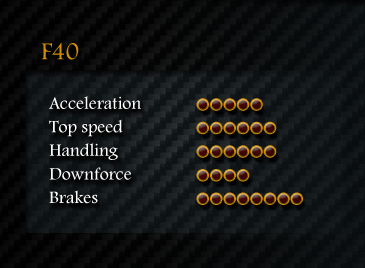 F40
Acceleration
Top speed
Handling
Downforce
Brakes